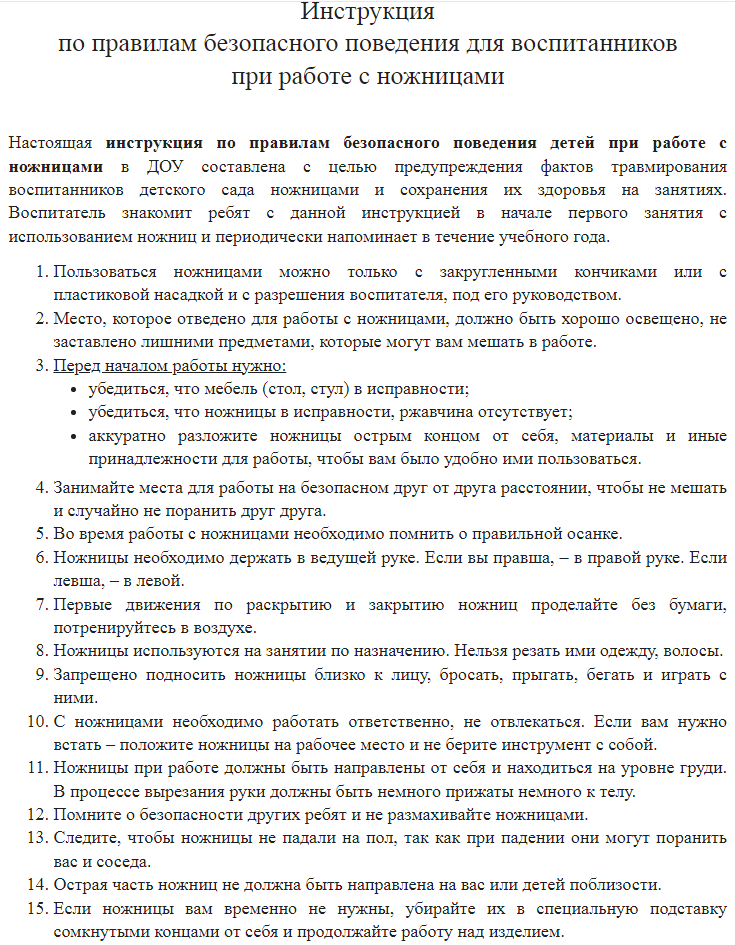 Инструкция
по правилам безопасного поведения для воспитанников
при работе с ножницами
Настоящая инструкция по правилам безопасного поведения детей при работе с
ножницами в ДОУ составлена с целью предупреждения фактов травмирования
воспитанников детского сада ножницами и сохранения их здоровья на занятиях.
Воспитатель знакомит ребят с данной инструкцией в начале первого занятия с
использованием ножниц и периодически напоминает в течение учебного года.
1. Пользоваться ножницами можно только с закругленными кончиками или с
пластиковой насадкой и с разрешения воспитателя, под его руководством.
2. Место, которое отведено для работы с ножницами, должно быть хорошо освещено, не
заставлено лишними предметами, которые могут вам мешать в работе.
3. Перед началом работы нужно:
• убедиться, что мебель (стол, стул) в исправности;
• убедиться, что ножницы в исправности, ржавчина отсутствует;
• аккуратно разложите ножницы острым концом от себя, материалы и иные
принадлежности для работы, чтобы вам было удобно ими пользоваться.
4. Занимайте места для работы на безопасном друг от друга расстоянии, чтобы не мешать
и случайно не поранить друг друга.
5. Во время работы с ножницами необходимо помнить о правильной осанке.
6. Ножницы необходимо держать в ведущей руке. Если вы правша, – в правой руке. Если
левша, – в левой.
7. Первые движения по раскрытию и закрытию ножниц проделайте без бумаги,
потренируйтесь в воздухе.
8. Ножницы используются на занятии по назначению. Нельзя резать ими одежду, волосы.
9. Запрещено подносить ножницы близко к лицу, бросать, прыгать, бегать и играть с
ними.
10. С ножницами необходимо работать ответственно, не отвлекаться. Если вам нужно
встать – положите ножницы на рабочее место и не берите инструмент с собой.
11. Ножницы при работе должны быть направлены от себя и находиться на уровне груди.
В процессе вырезания руки должны быть немного прижаты немного к телу.
12. Помните о безопасности других ребят и не размахивайте ножницами.
13. Следите, чтобы ножницы не падали на пол, так как при падении они могут поранить
вас и соседа.
14. Острая часть ножниц не должна быть направлена на вас или детей поблизости.
15. Если ножницы вам временно не нужны, убирайте их в специальную подставку
сомкнутыми концами от себя и продолжайте работу над изделием.